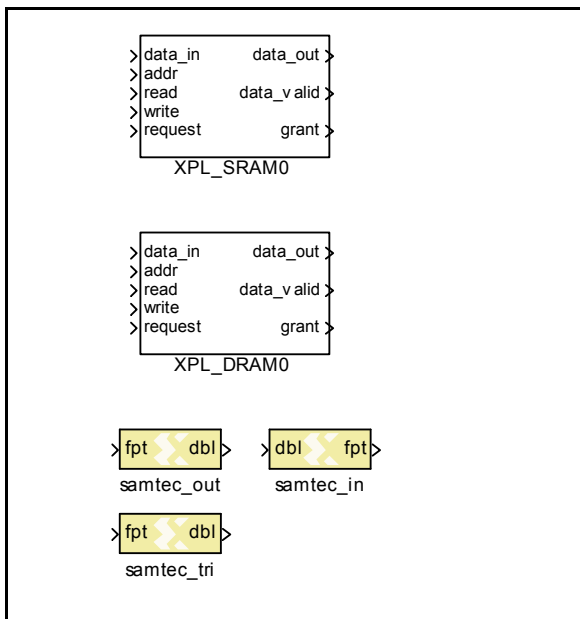 data_in data_out
addr
read data_valid
write
request grant
XPL_SRAM0
data_in data_out
addr
read data_valid
write
request grant
XPL_DRAM0
fpt dbl dbl fpt
samtec_out samtec_in
fpt dbl
samtec_tri